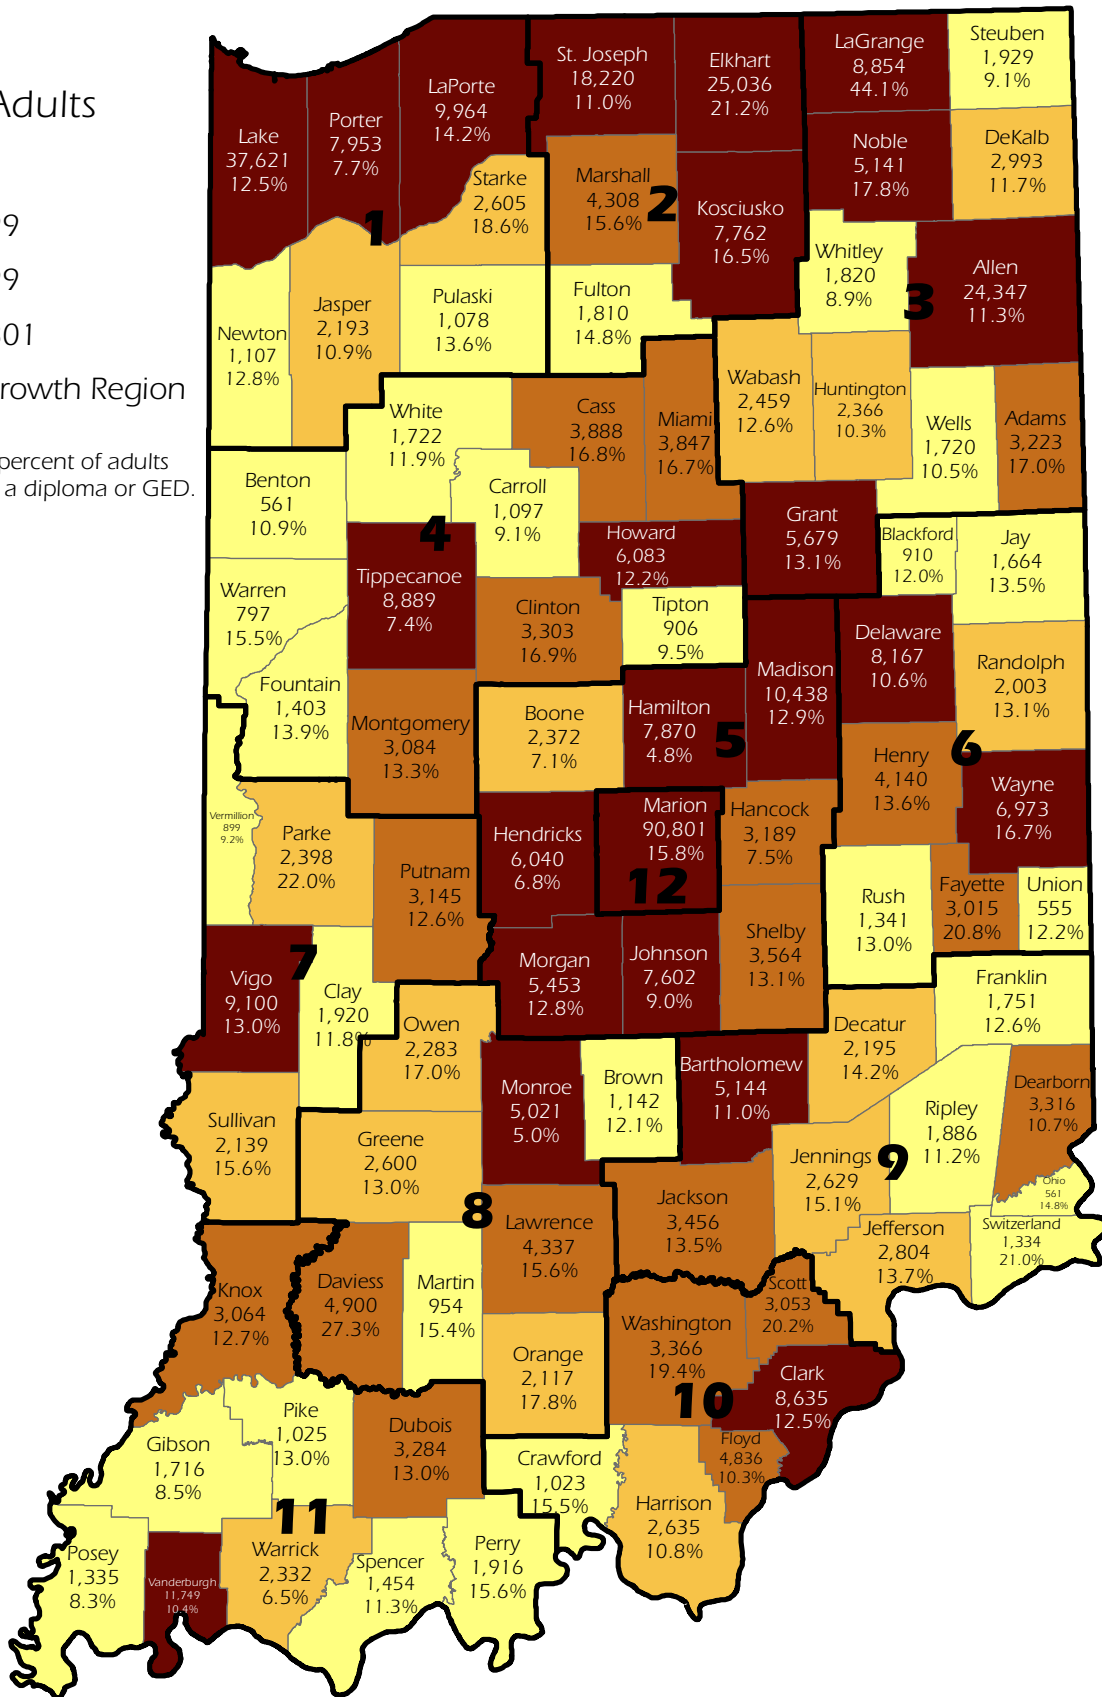 Adults
9
9
01
rowth Region
percent of adults
a diploma or GED.
Lake
37,621
12.5%
Porter
7,953
7.7%
LaPorte
9,964
14.2%
St. Joseph
18,220
11.0%
Elkhart
25,036
21.2%
LaGrange
8,854
44.1%
Steuben
1,929
9.1%
Noble
5,141
17.8%
DeKalb
2,993
11.7%
Starke
2,605
18.6%
Marshall
4,308
15.6%
2
Kosciusko
7,762
16.5%
1
Whitley
1,820
8.9%
3
Allen
24,347
11.3%
Newton
1,107
12.8%
Jasper
2,193
10.9%
Pulaski
1,078
13.6%
Fulton
1,810
14.8%
Wabash
2,459
12.6%
Huntington
2,366
10.3%
Wells
1,720
10.5%
Adams
3,223
17.0%
White
1,722
11.9%
Cass
3,888
16.8%
Miami
3,847
16.7%
Benton
561
10.9%
4
Carroll
1,097
9.1%
Grant
5,679
13.1%
Blackford
910
12.0%
Jay
1,664
13.5%
Howard
6,083
12.2%
Warren
797
15.5%
Tippecanoe
8,889
7.4%
Clinton
3,303
16.9%
Tipton
906
9.5%
Madison
10,438
12.9%
Delaware
8,167
10.6%
Randolph
2,003
13.1%
Fountain
1,403
13.9%
Montgomery
3,084
13.3%
Boone
2,372
7.1%
Hamilton
7,870
4.8%
5
Henry
4,140
13.6%
6
Wayne
6,973
16.7%
Vermillion
899
9.2%
Parke
2,398
22.0%
Putnam
3,145
12.6%
Hendricks
6,040
6.8%
Marion
90,801
15.8%
12
Hancock
3,189
7.5%
Rush
1,341
13.0%
Fayette
3,015
20.8%
Union
555
12.2%
Vigo
9,100
13.0%
7
Clay
1,920
11.8%
Owen
2,283
17.0%
Morgan
5,453
12.8%
Johnson
7,602
9.0%
Shelby
3,564
13.1%
Franklin
1,751
12.6%
Decatur
2,195
14.2%
Sullivan
2,139
15.6%
Greene
2,600
13.0%
Monroe
5,021
5.0%
Brown
1,142
12.1%
Bartholomew
5,144
11.0%
Jennings
2,629
15.1%
9
Ripley
1,886
11.2%
Dearborn
3,316
10.7%
Ohio
561
14.8%
8
Lawrence
4,337
15.6%
Jackson
3,456
13.5%
Jefferson
2,804
13.7%
Switzerland
1,334
21.0%
Knox
3,064
12.7%
Daviess
4,900
27.3%
Martin
954
15.4%
Orange
2,117
17.8%
Washington
3,366
19.4%
Scott
3,053
20.2%
10
Clark
8,635
12.5%
Gibson
1,716
8.5%
Pike
1,025
13.0%
Dubois
3,284
13.0%
Crawford
1,023
15.5%
Floyd
4,836
10.3%
Harrison
2,635
10.8%
11
Posey
1,335
8.3%
Vanderburgh
11,749
10.4%
Warrick
2,332
6.5%
Spencer
1,454
11.3%
Perry
1,916
15.6%